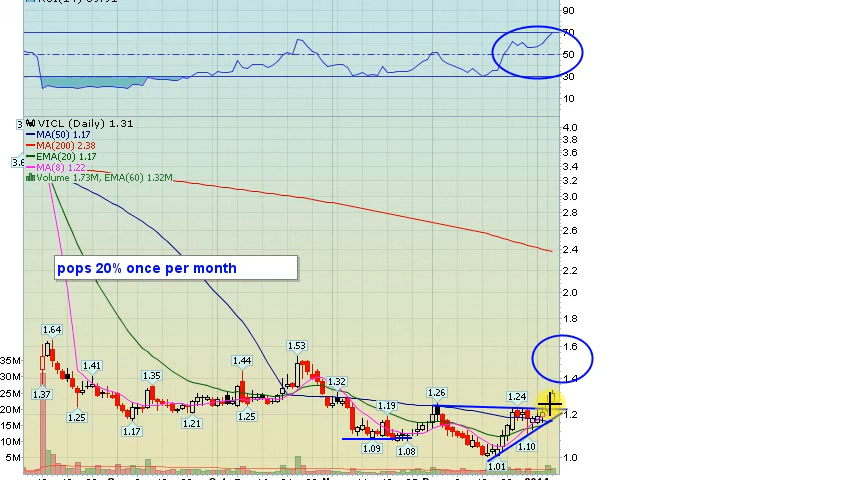 90
70
50
30
10
VICL (Daily) 1.31
MA(50) 1.17
MA(200) 2.38
EMA(20) 1.17
MA(8) 1.22
Volume 1.73M, EMA(60) 1.32M
4.0
3.8
3.6
3.4
3.2
3.0
2.8
2.6
2.4
2.2
2.0
1.8
1.6
1.4
1.2
1.0
pops 20% once per month
1.64
1.53
1.41
1.44
1.35
1.32
1.26
1.24
1.19
1.37
1.25
1.17
1.21
1.25
1.09
1.08
1.10
1.01
35M
30M
25M
20M
15M
10M
5M
2014